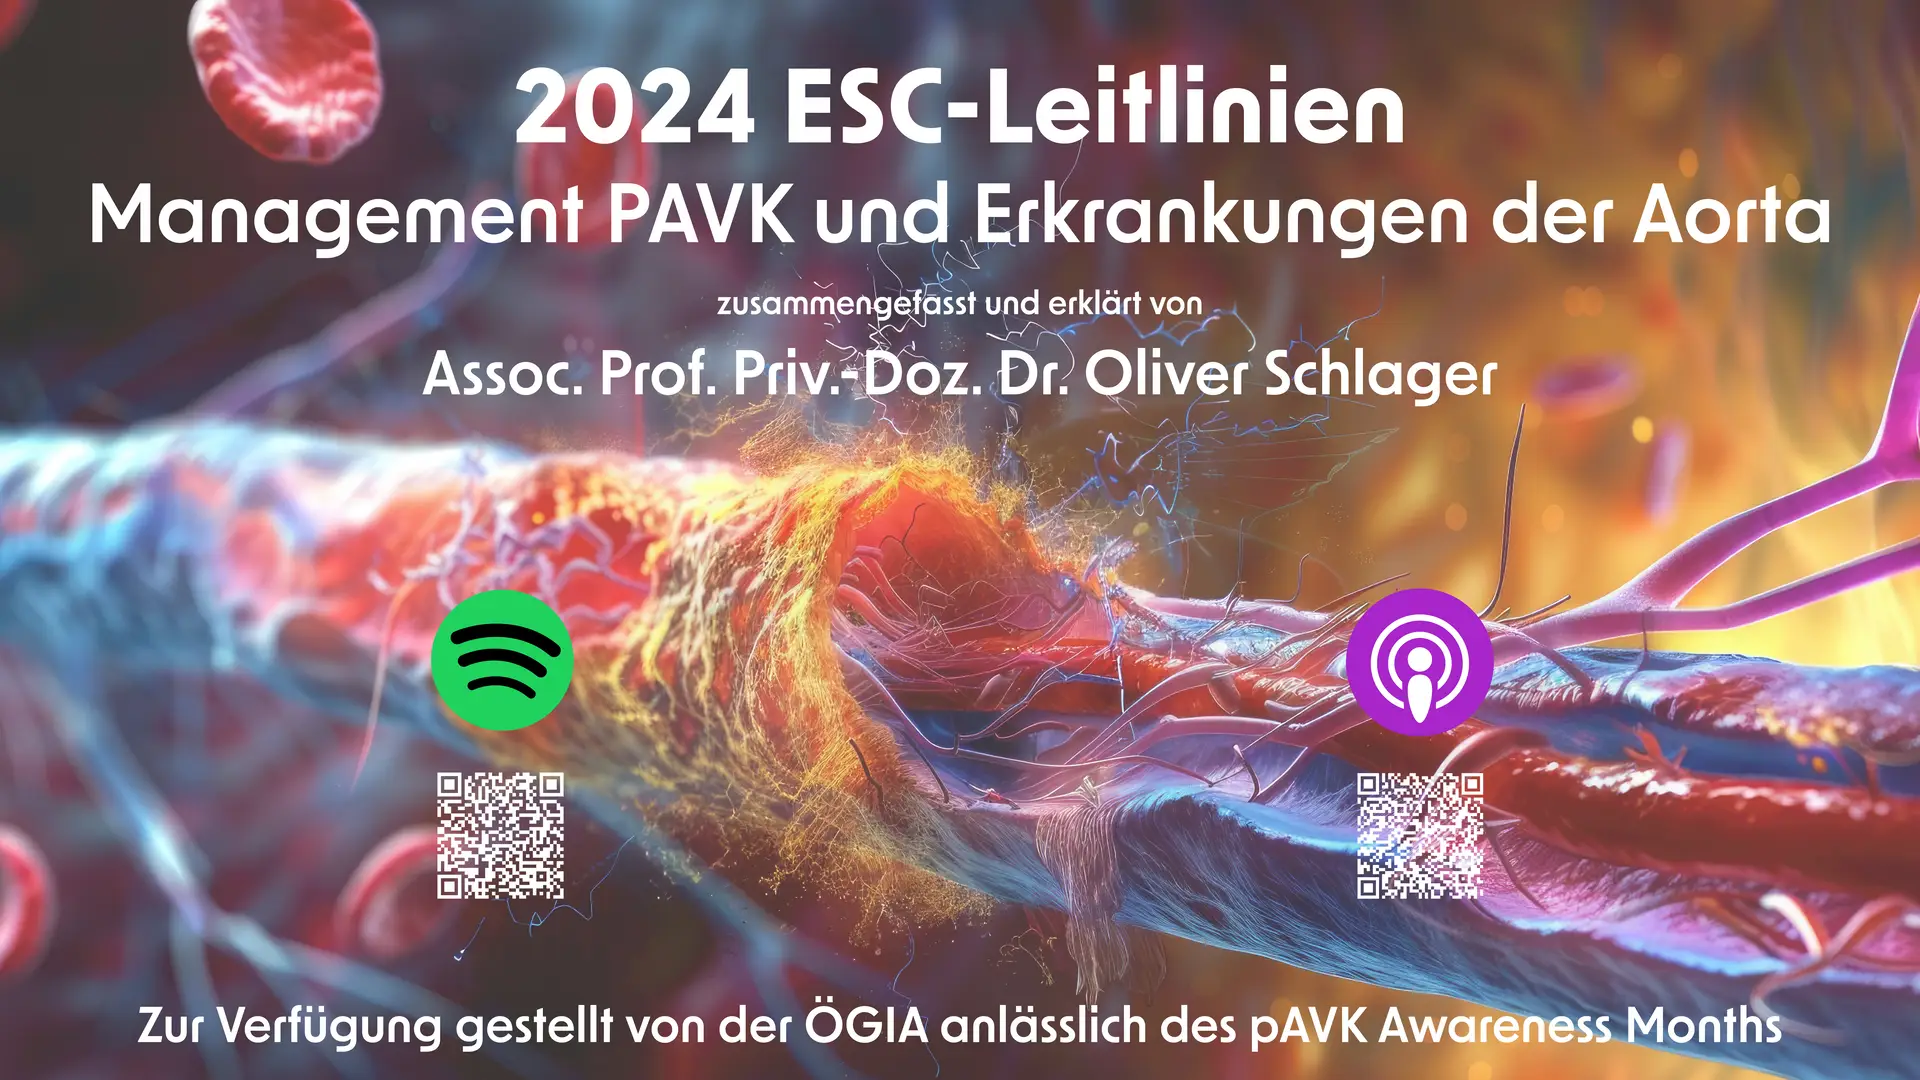 2024 ESC-Leitlinien
Management PAVK und Erkrankungen der Aorta
zusammengefasst und erklärt von
Assoc. Prof. Priv.-Doz. Dr. Oliver Schlager
Zur Verfügung gestellt von der ÖGIA anlässlich des pAVK Awareness Months